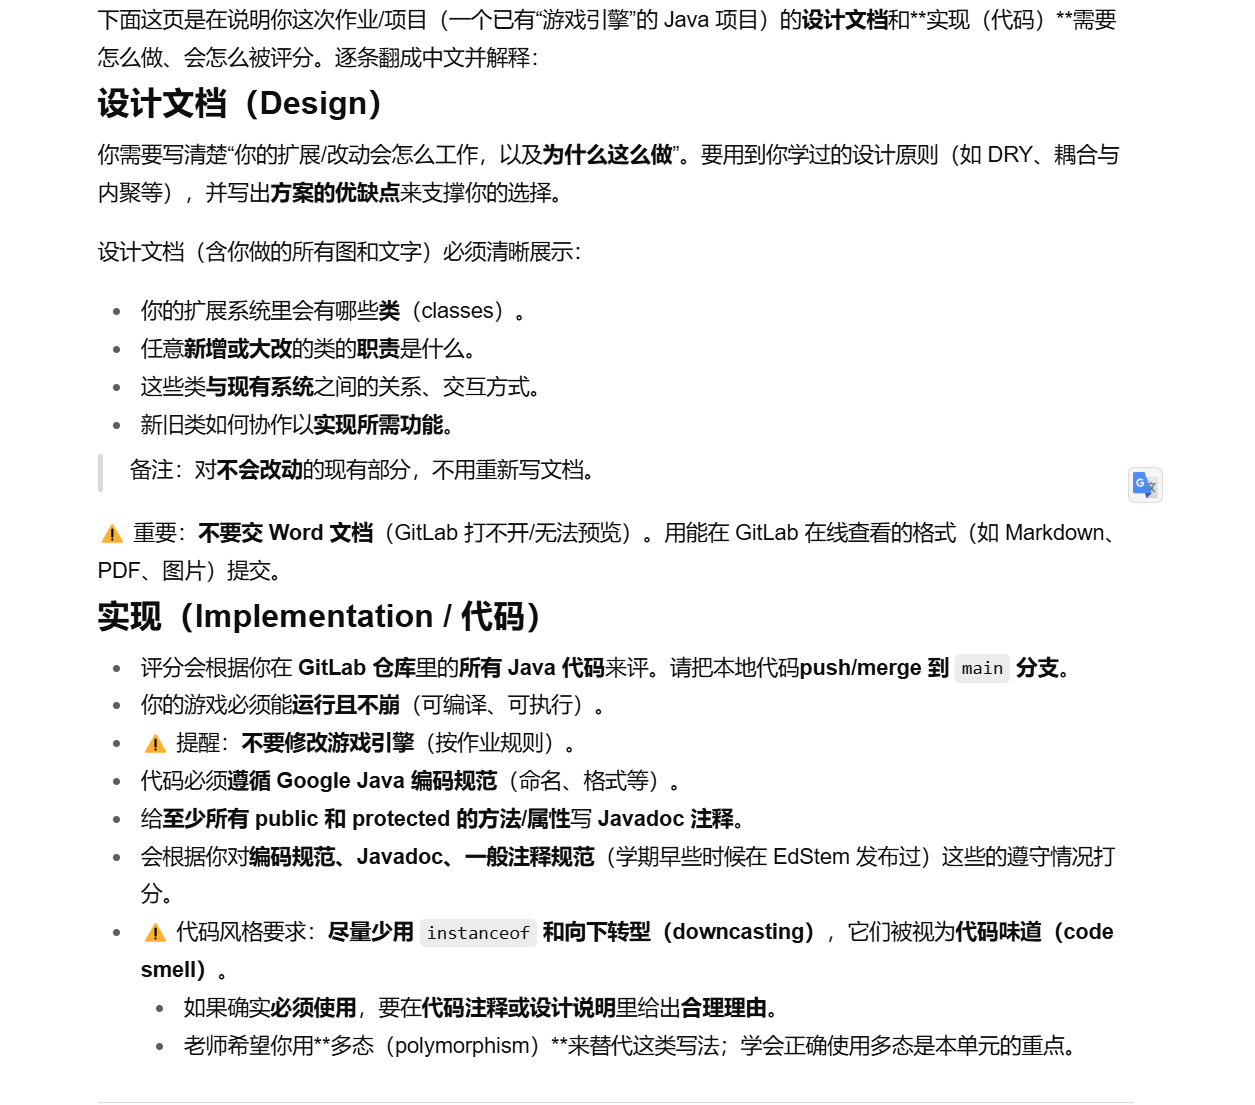 下面这页是在说明你这次作业/项目（一个已有“游戏引擎”的 Java 项目）的设计文档和**实现（代码）**需要
怎么做、会怎么被评分。逐条翻成中文并解释：
设计文档（Design）
你需要写清楚“你的扩展/改动会怎么工作，以及为什么这么做”。要用到你学过的设计原则（如 DRY、耦合与
内聚等），并写出方案的优缺点来支撑你的选择。
设计文档（含你做的所有图和文字）必须清晰展示：
你的扩展系统里会有哪些类（classes）。
任意新增或大改的类的职责是什么。
这些类与现有系统之间的关系、交互方式。
新旧类如何协作以实现所需功能。
备注：对不会改动的现有部分，不用重新写文档。
⚠️ 重要：不要交 Word 文档（GitLab 打不开/无法预览）。用能在 GitLab 在线查看的格式（如 Markdown、
PDF、图片）提交。
实现（Implementation / 代码）
评分会根据你在 GitLab 仓库里的所有 Java 代码来评。请把本地代码push/merge 到 main 分支。
你的游戏必须能运行且不崩（可编译、可执行）。
⚠️ 提醒：不要修改游戏引擎（按作业规则）。
代码必须遵循 Google Java 编码规范（命名、格式等）。
给至少所有 public 和 protected 的方法/属性写 Javadoc 注释。
会根据你对编码规范、Javadoc、一般注释规范（学期早些时候在 EdStem 发布过）这些的遵守情况打
分。
⚠️ 代码风格要求：尽量少用 instanceof 和向下转型（downcasting），它们被视为代码味道（code
smell）。
如果确实必须使用，要在代码注释或设计说明里给出合理理由。
老师希望你用**多态（polymorphism）**来替代这类写法；学会正确使用多态是本单元的重点。